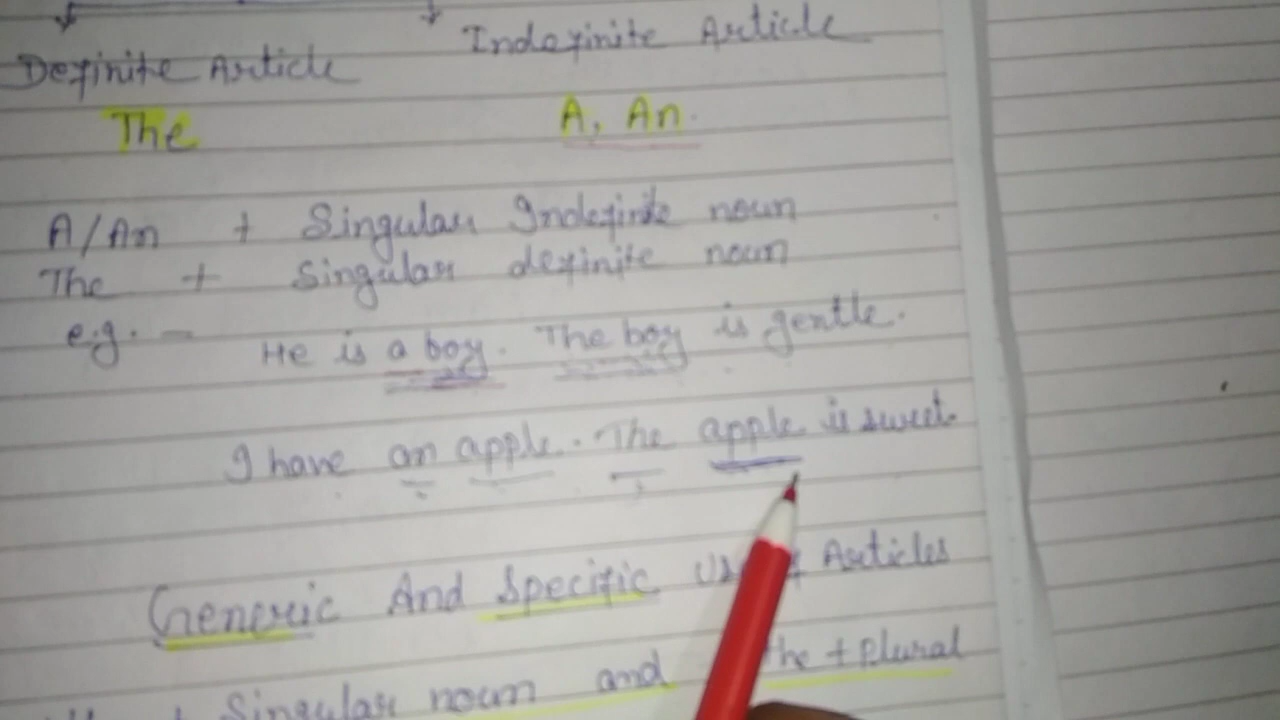 Definite Article Indefinite Article
The A, An.
A/An + Singular Indefinite noun
The + Singular definite noun
e.g. - He is a boy. The boy is gentle.
I have an apple. The apple is sweet.
Generic And Specific Articles
+ Singular noun and the + Plural